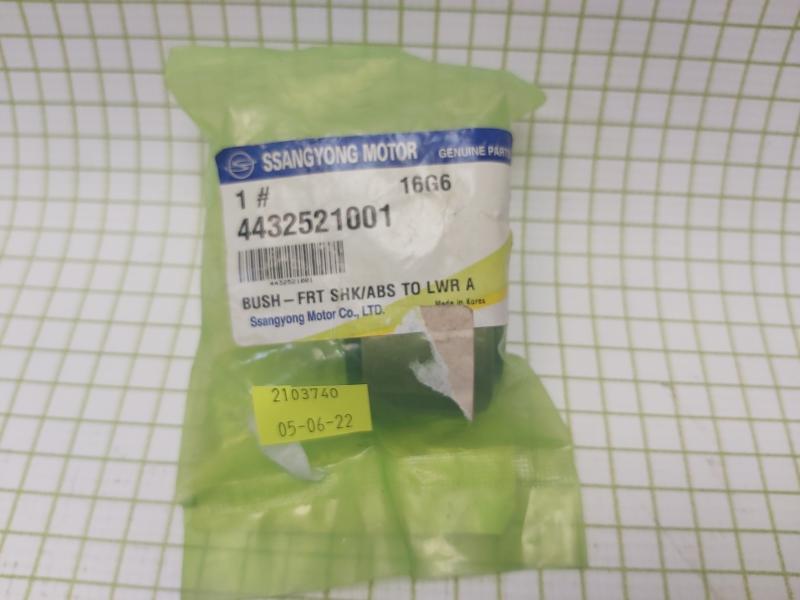 SSANGYONG MOTOR GENUINE PARTS
1 # 16G6
4432521001
4432521001
BUSH-FRT SHK/ABS TO LWR A
Made in Korea
Ssangyong Motor Co., LTD.
2103740
05-06-22